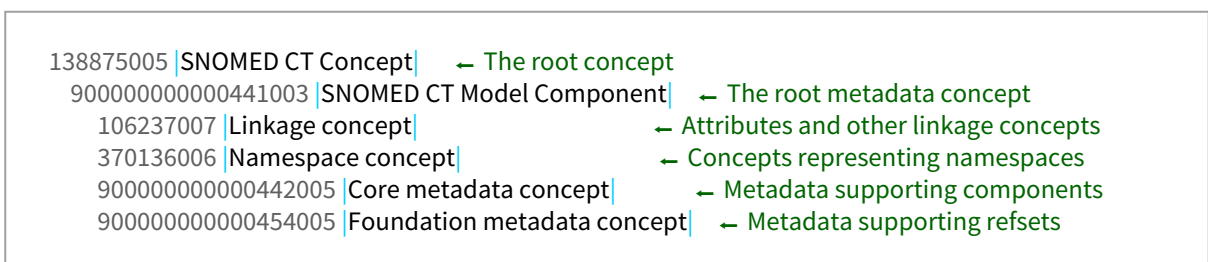 138875005 |SNOMED CT Concept| ← The root concept
900000000000441003 |SNOMED CT Model Component| ← The root metadata concept
106237007 |Linkage concept| ← Attributes and other linkage concepts
370136006 |Namespace concept| ← Concepts representing namespaces
900000000000442005 |Core metadata concept| ← Metadata supporting components
900000000000454005 |Foundation metadata concept| ← Metadata supporting refsets